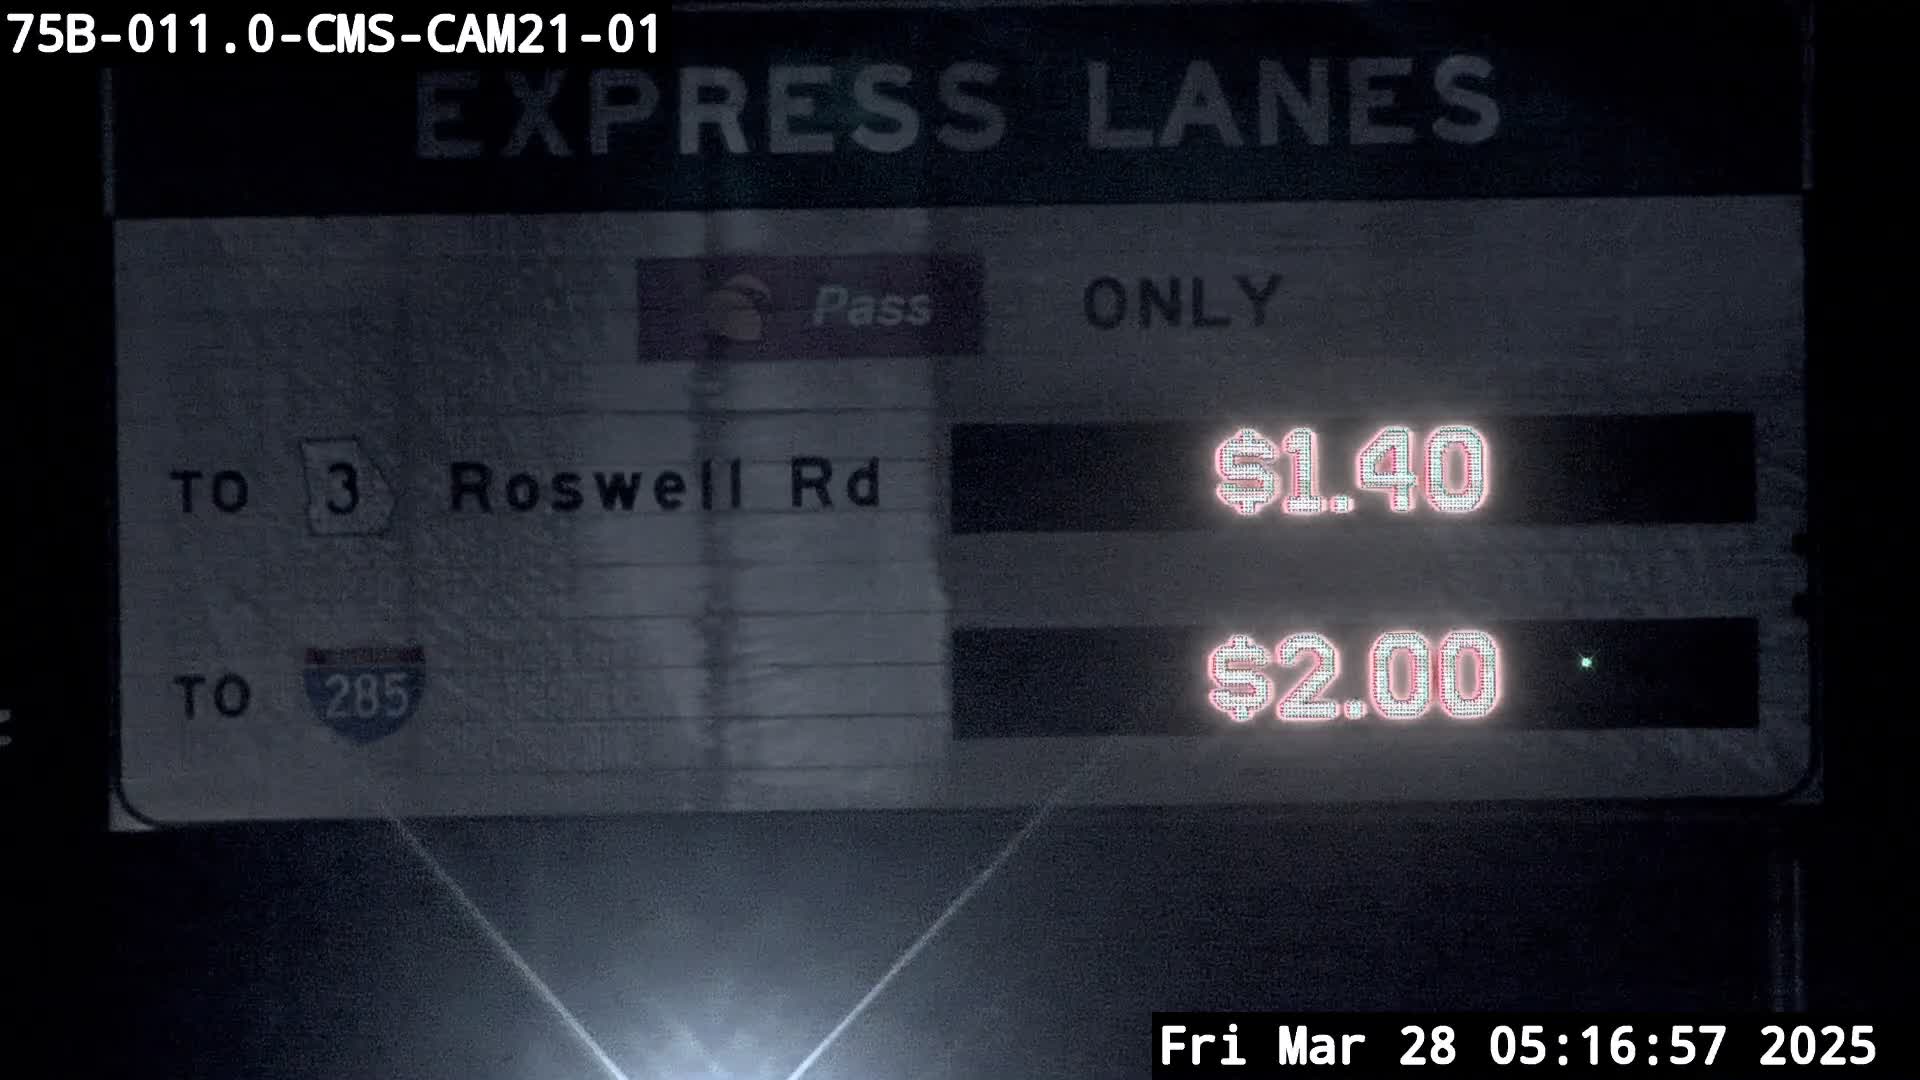 75B-011.0-CMS-CAM21-01
EXPRESS LANES
Pass ONLY
TO 3 Roswell Rd $1.40
TO 285 $2.00
Fri Mar 28 05:16:57 2025